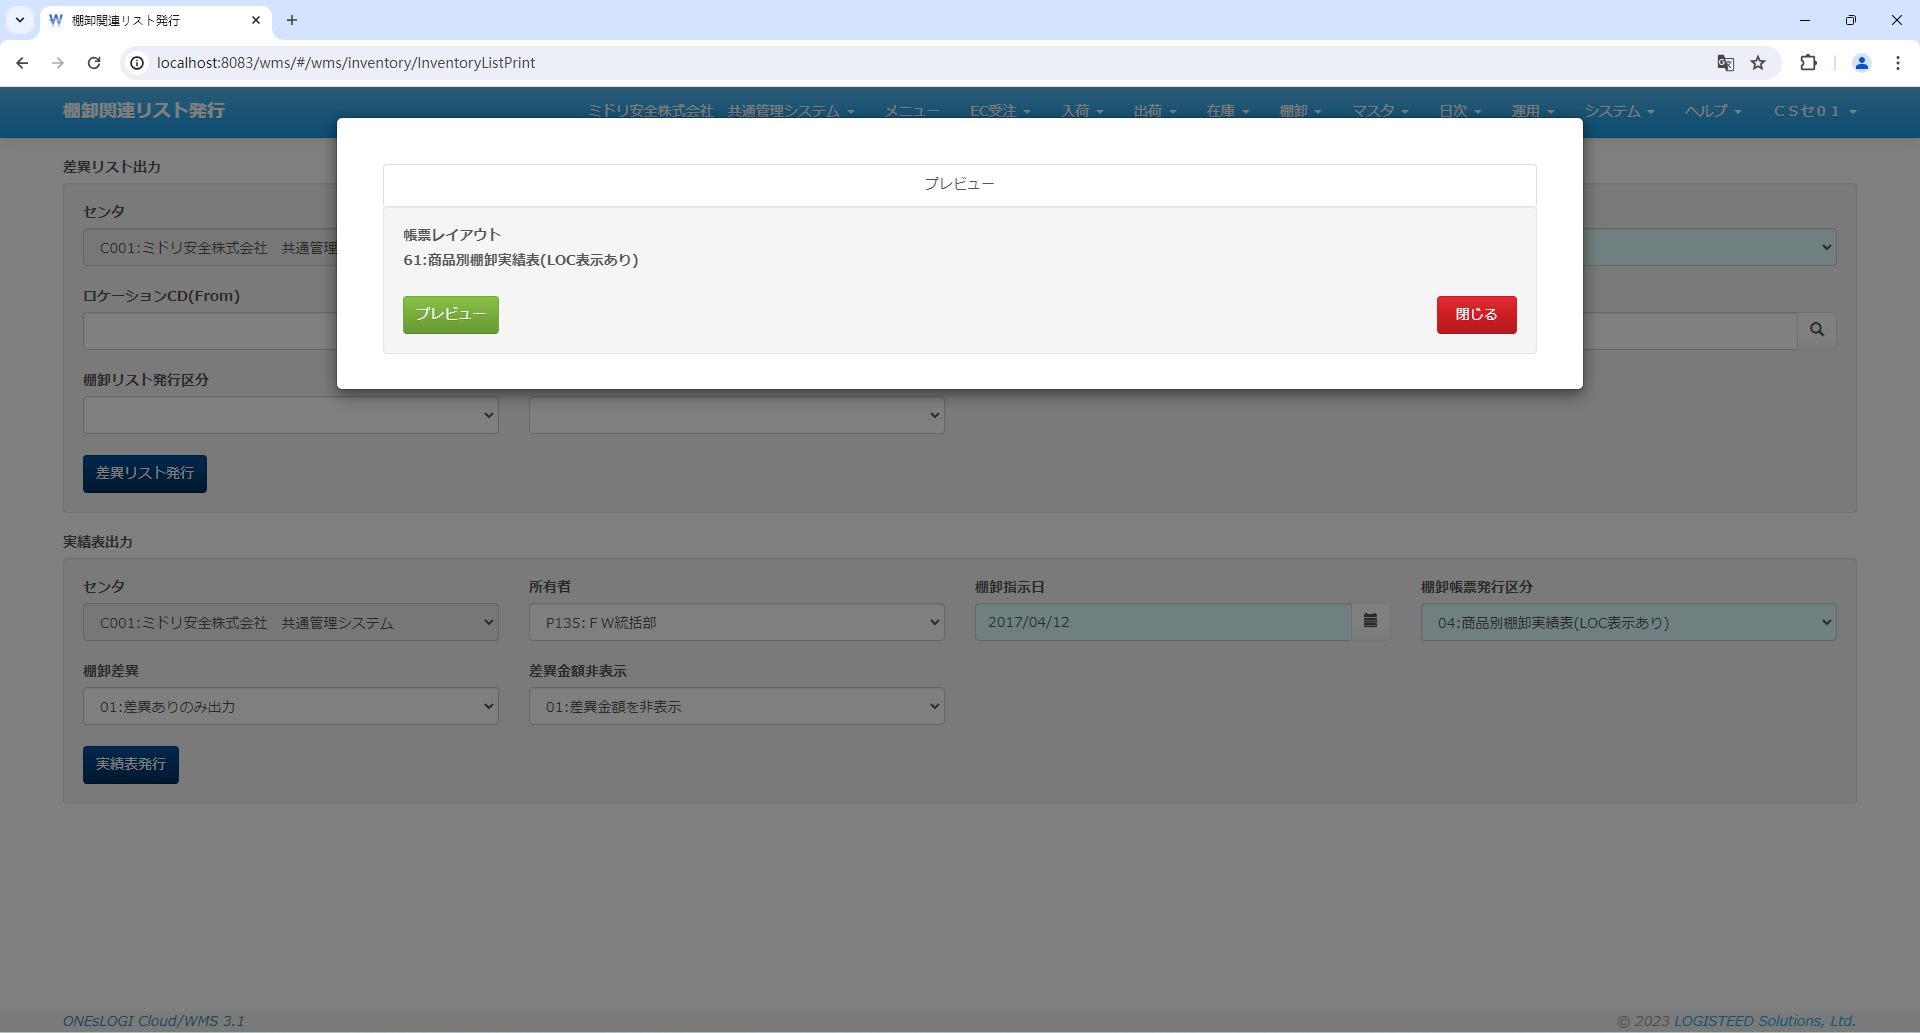 棚卸関連リスト発行
localhost:8083/wms/#/wms/inventory/InventoryListPrint
棚卸関連リスト発行
ミドリ安全株式会社　共通管理システム
メニュー
EC受注
入荷
出荷
在庫
棚卸
マスタ
日次
運用
システム
ヘルプ
ＣＳセ０１
差異リスト出力
センタ
C001:ミドリ安全株式会社　共通管理
ロケーションCD(From)
棚卸リスト発行区分
差異リスト発行
プレビュー
帳票レイアウト
61:商品別棚卸実績表(LOC表示あり)
プレビュー
閉じる
実績表出力
センタ
所有者
棚卸指示日
棚卸帳票発行区分
C001:ミドリ安全株式会社　共通管理システム
P135:ＦＷ統括部
2017/04/12
04:商品別棚卸実績表(LOC表示あり)
棚卸差異
差異金額非表示
01:差異ありのみ出力
01:差異金額を非表示
実績表発行
ONEsLOGI Cloud/WMS 3.1
© 2023 LOGISTEED Solutions, Ltd.